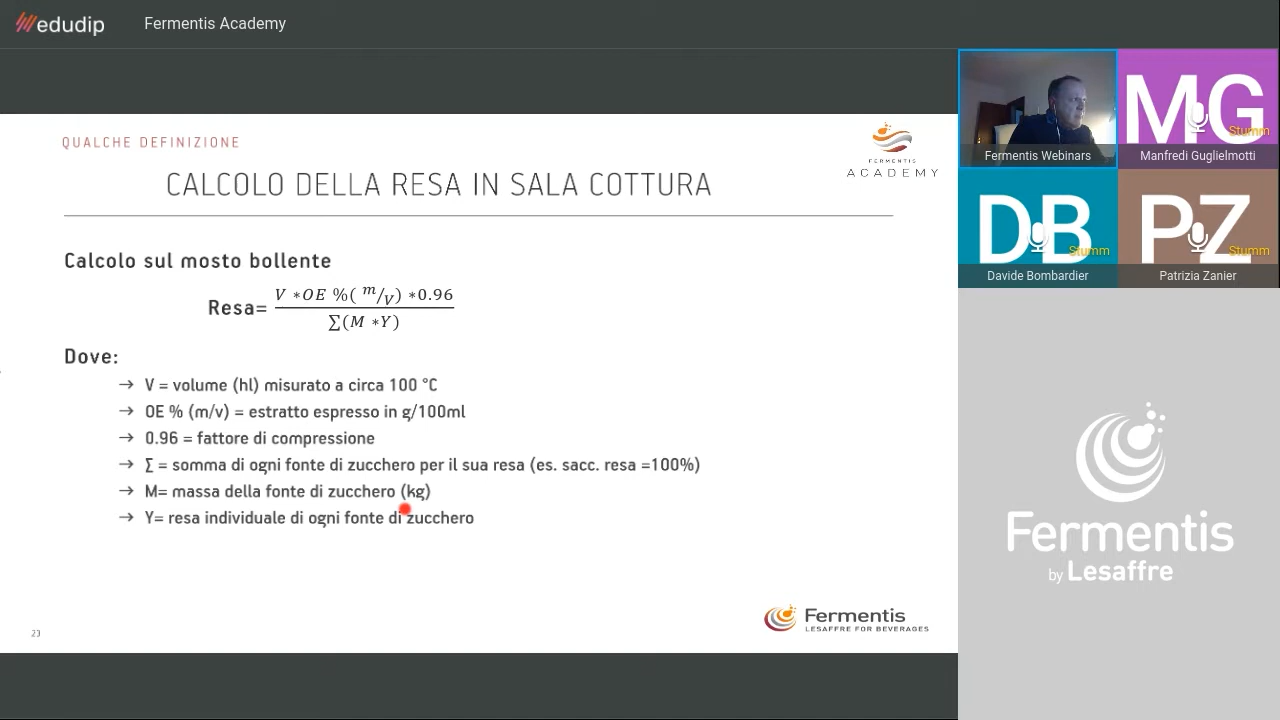 edudip
Fermentis Academy
QUALCHE DEFINIZIONE
FERMENTIS
ACADEMY
CALCOLO DELLA RESA IN SALA COTTURA
Calcolo sul mosto bollente
Resa= V *OE %( m/V) *0.96
∑(M *Y)
Dove:
→ V = volume (hl) misurato a circa 100 °C
→ OE % (m/v) = estratto espresso in g/100ml
→ 0.96 = fattore di compressione
→ ∑ = somma di ogni fonte di zucchero per il sua resa (es. sacc. resa =100%)
→ M= massa della fonte di zucchero (kg)
→ Y= resa individuale di ogni fonte di zucchero
23
Fermentis
LESAFFRE FOR BEVERAGES
Fermentis Webinars
MG
Stumm
Manfredi Guglielmotti
DB
Stumm
Davide Bombardier
PZ
Stumm
Patrizia Zanier
Fermentis
by Lesaffre